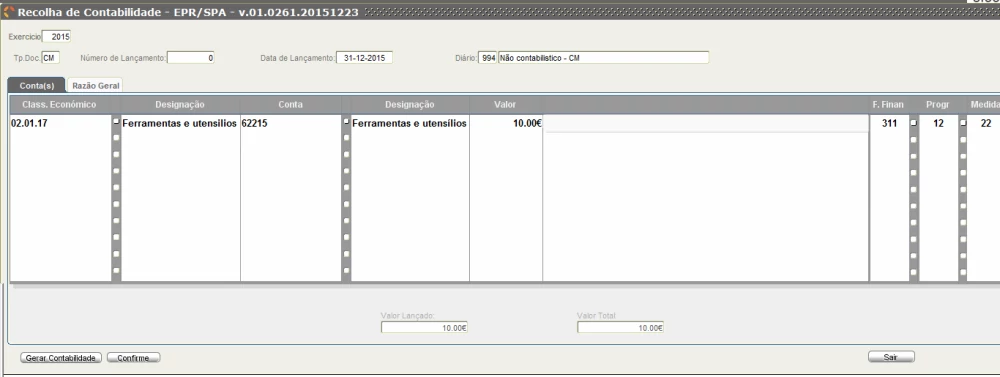 Recolha de Contabilidade - EPR/SPA - v.01.0261.20151223
Exercício 2015
Tp.Doc. CM Número de Lançamento: 0 Data de Lançamento: 31-12-2015 Diário: 994 Não contabilístico - CM
Conta(s) Razão Geral
Class. Económico Designação Conta Designação Valor F. Finan Progr Medida
02.01.17 Ferramentas e utensílios 62215 Ferramentas e utensílios 10.00€ 311 12 22
Valor Lançado: Valor Total
10.00€ 10.00€
Gerar Contabilidade Confirme Sair